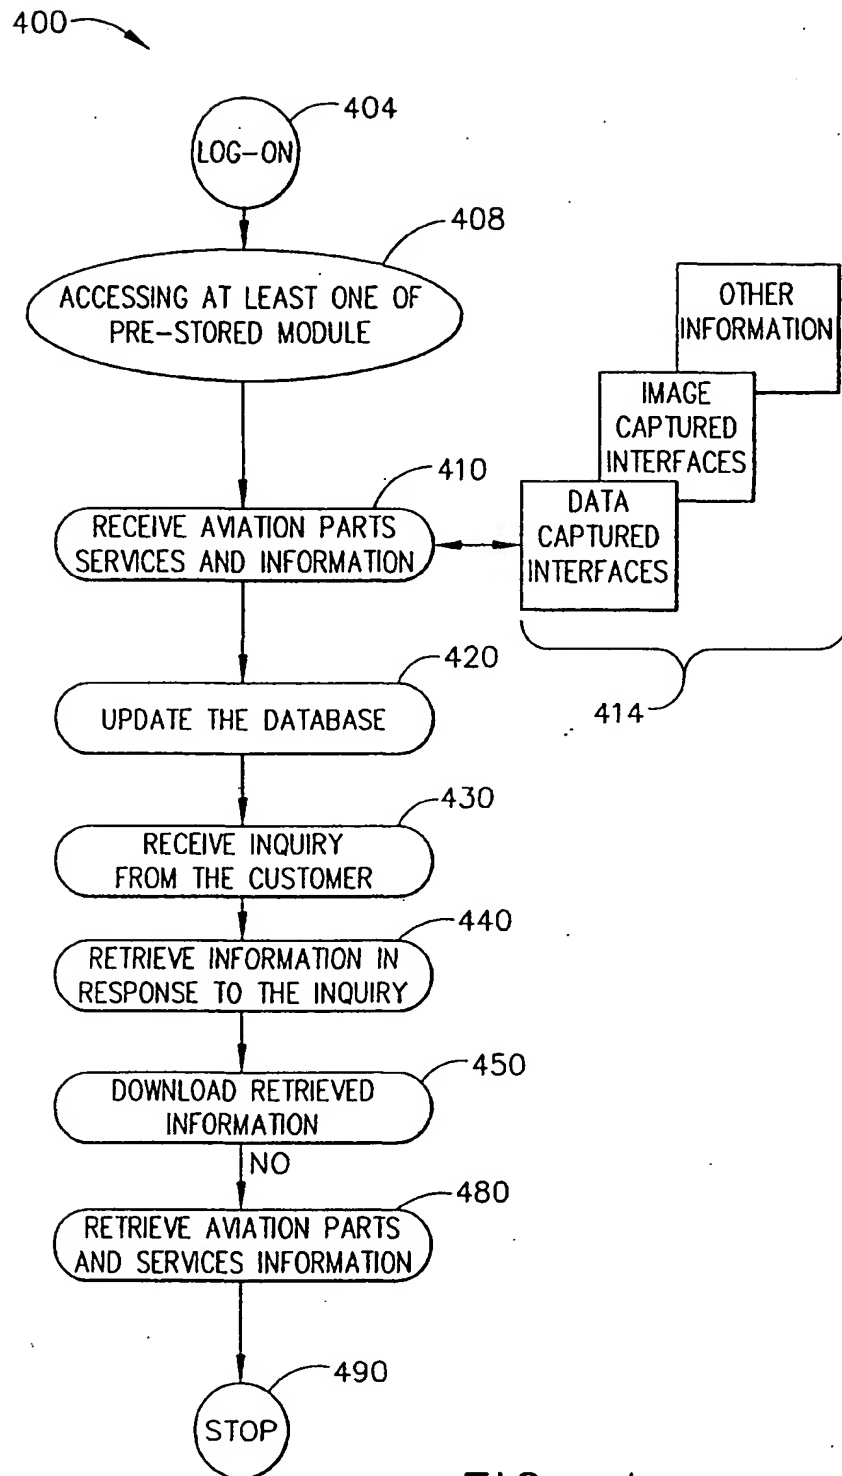 400
404
LOG-ON
408
ACCESSING AT LEAST ONE OF
PRE-STORED MODULE
OTHER
INFORMATION
IMAGE
CAPTURED
INTERFACES
410
DATA
CAPTURED
INTERFACES
RECEIVE AVIATION PARTS
SERVICES AND INFORMATION
420
414
UPDATE THE DATABASE
430
RECEIVE INQUIRY
FROM THE CUSTOMER
440
RETRIEVE INFORMATION IN
RESPONSE TO THE INQUIRY
450
DOWNLOAD RETRIEVED
INFORMATION
NO
480
RETRIEVE AVIATION PARTS
AND SERVICES INFORMATION
490
STOP